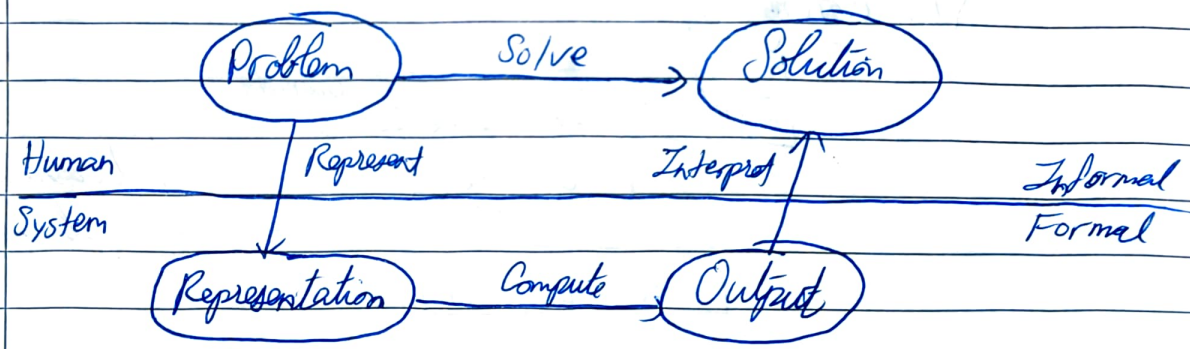 Problem Solve Solution
Human Represent Interpret Informal
System Formal
Representation Compute Output